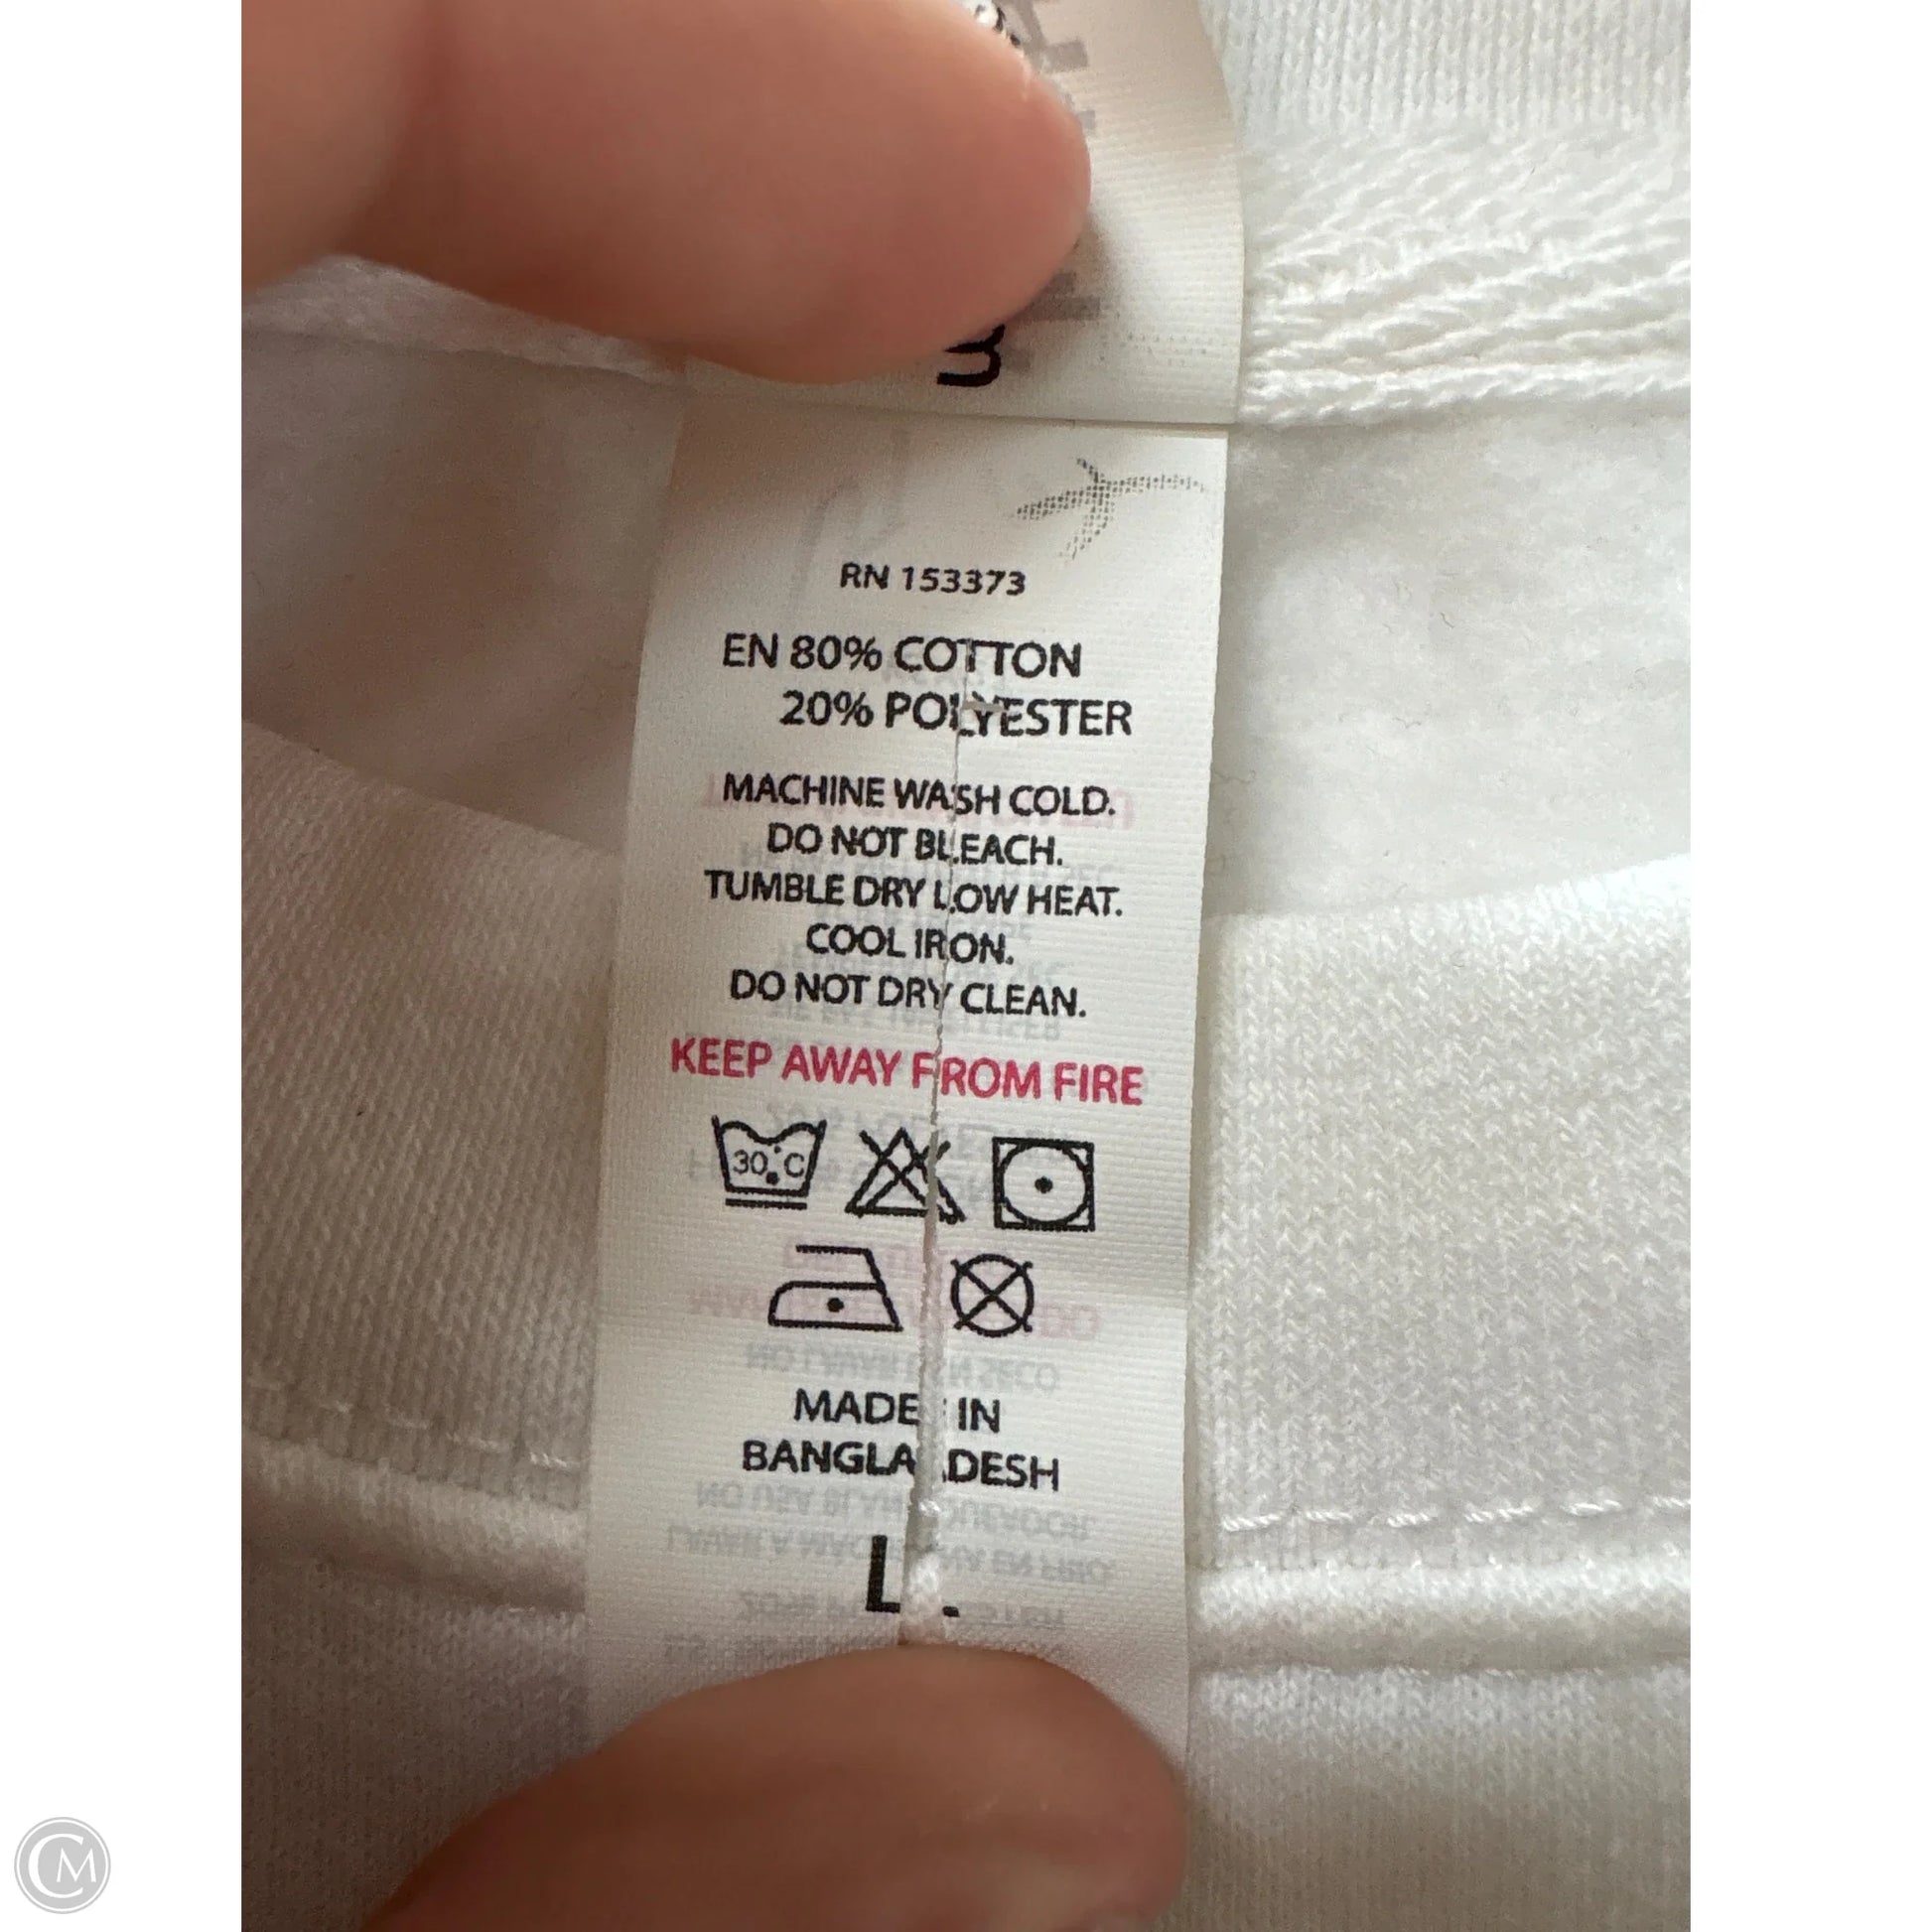 RN 153373
EN 80% COTTON
20% POLYESTER
MACHINE WASH COLD.
DO NOT BLEACH.
TUMBLE DRY LOW HEAT.
COOL IRON.
DO NOT DRY CLEAN.
KEEP AWAY FROM FIRE
30°C
MADE IN
BANGLADESH
L
CM